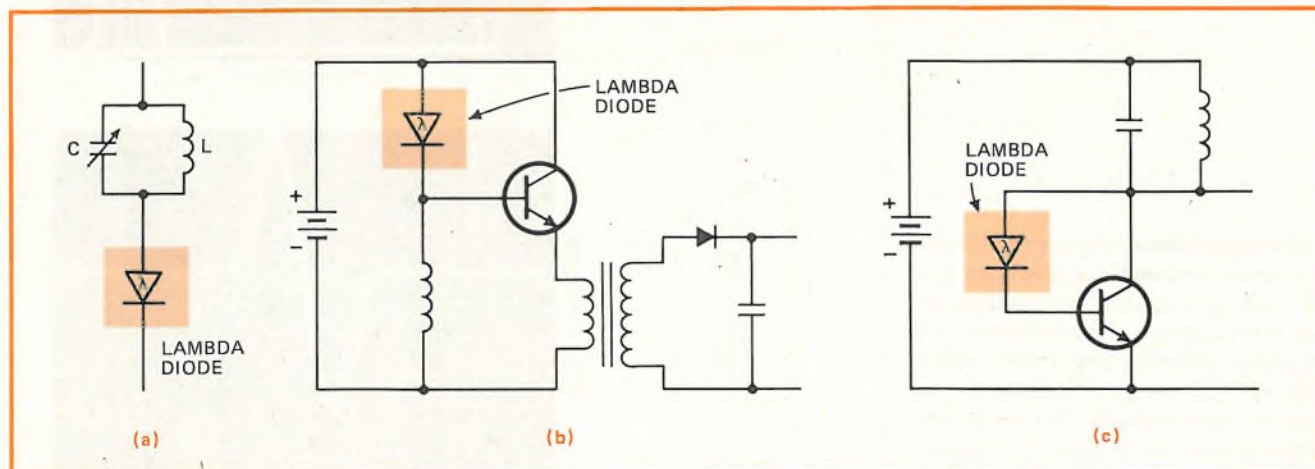 C
L
λ
LAMBDA
DIODE
(a)
+
−
λ
LAMBDA
DIODE
(b)
+
−
LAMBDA
DIODE
λ
(c)